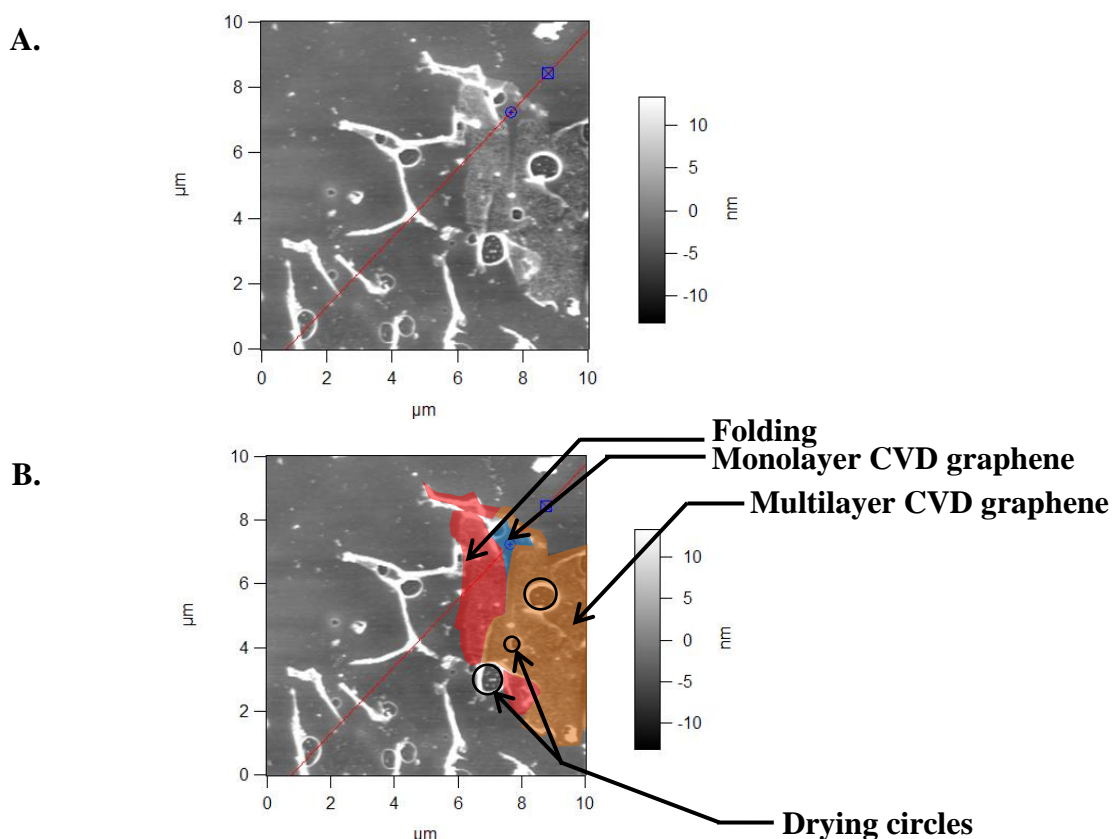 A.
10
8
6
4
2
0
µm
0 2 4 6 8 10
µm
10
5
0
-5
-10
nm
B.
Folding
Monolayer CVD graphene
Multilayer CVD graphene
Drying circles
10
8
6
4
2
0
µm
0 2 4 6 8 10
µm
10
5
0
-5
-10
nm